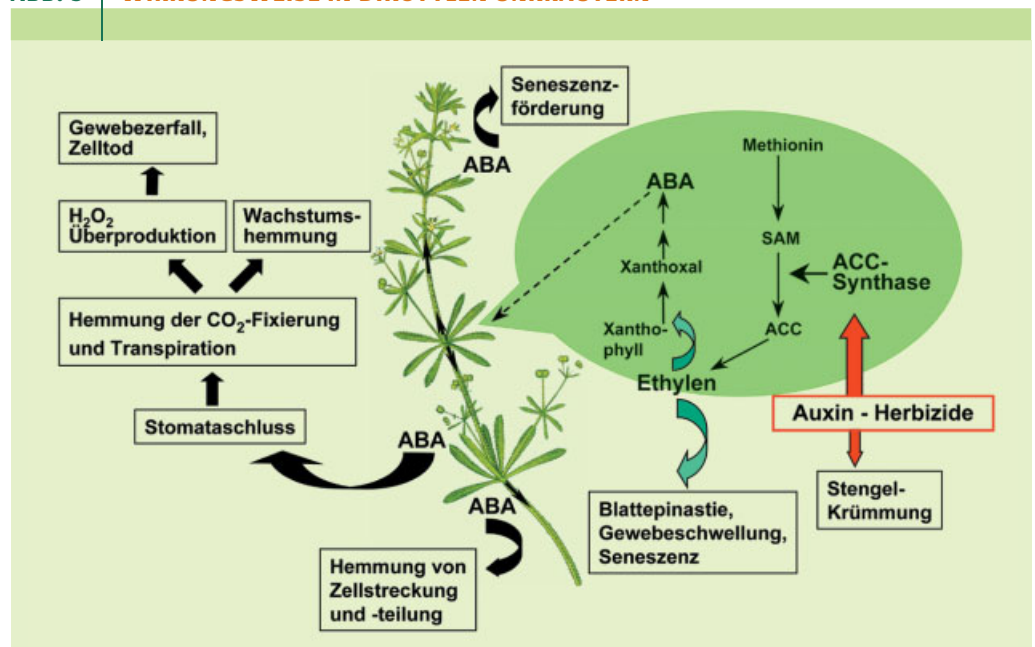 Seneszenz-
förderung
ABA
Gewebezerfall,
Zelltod
H₂O₂
Überproduktion
Wachstums-
hemmung
Hemmung der CO₂-Fixierung
und Transpiration
Stomataschluss
ABA
ABA
Hemmung von
Zellstreckung
und -teilung
Methionin
ABA
SAM
Xanthoxal
ACC-
Synthase
Xantho-
phyll
ACC
Ethylen
Auxin - Herbizide
Blattepinastie,
Gewebeschwellung,
Seneszenz
Stengel-
Krümmung